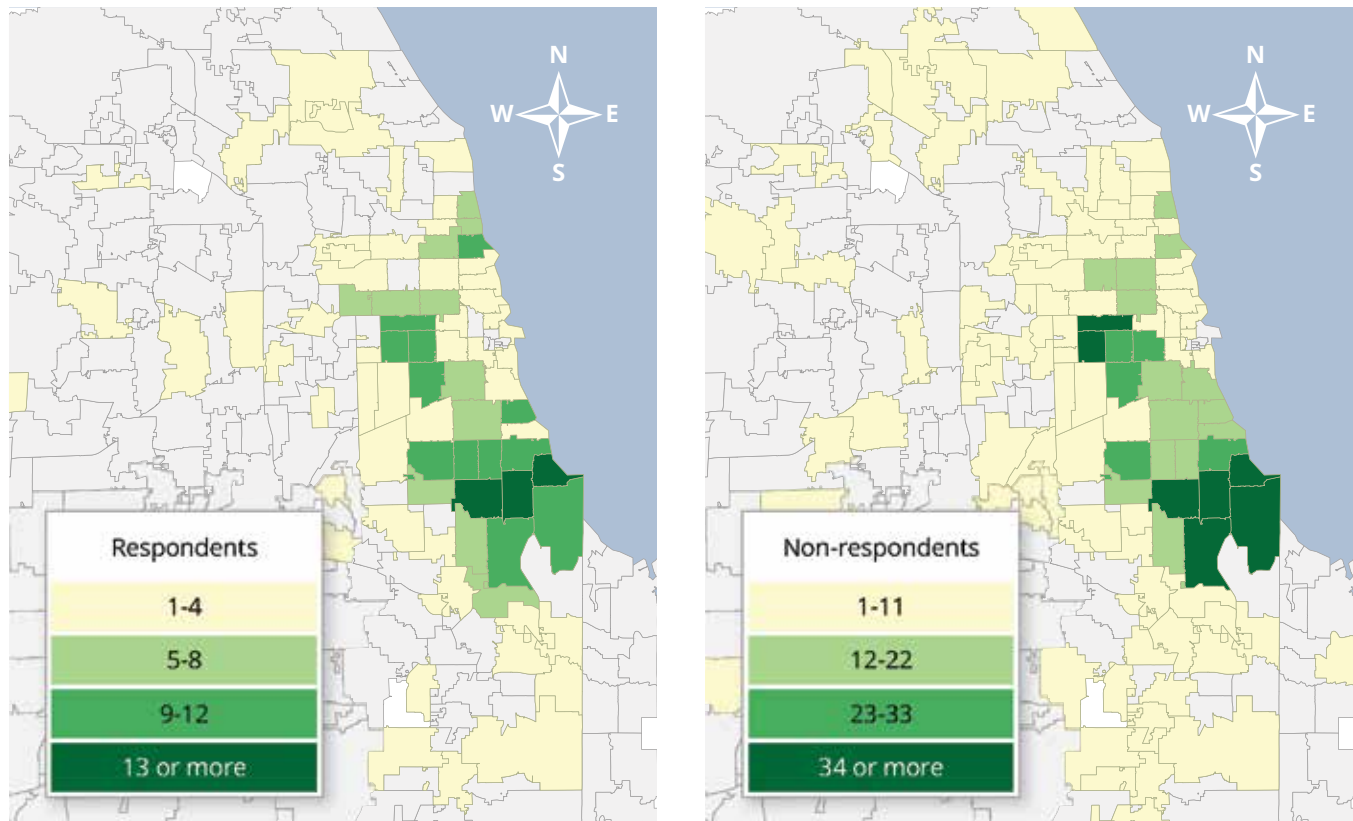 N
W E
S
Respondents
1-4
5-8
9-12
13 or more
N
W E
S
Non-respondents
1-11
12-22
23-33
34 or more